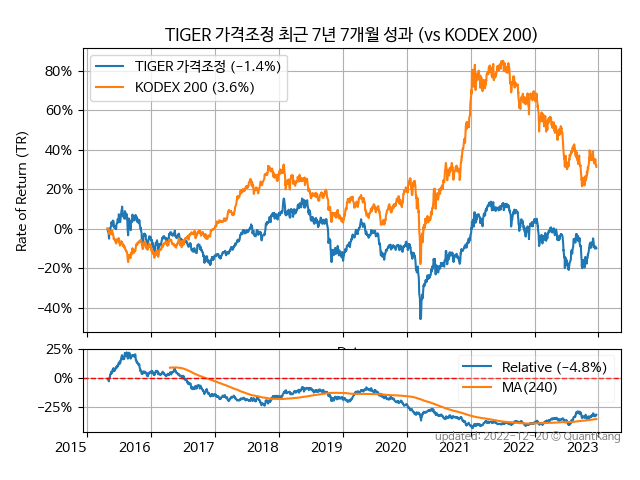 TIGER 가격조정 최근 7년 7개월 성과 (vs KODEX 200)
TIGER 가격조정 (−1.4%)
KODEX 200 (3.6%)
Rate of Return (TR)
80%
60%
40%
20%
0%
−20%
−40%
25%
0%
−25%
Relative (−4.8%)
MA(240)
2015 2016 2017 2018 2019 2020 2021 2022 2023
updated: 2022-12-20 © QuantKang